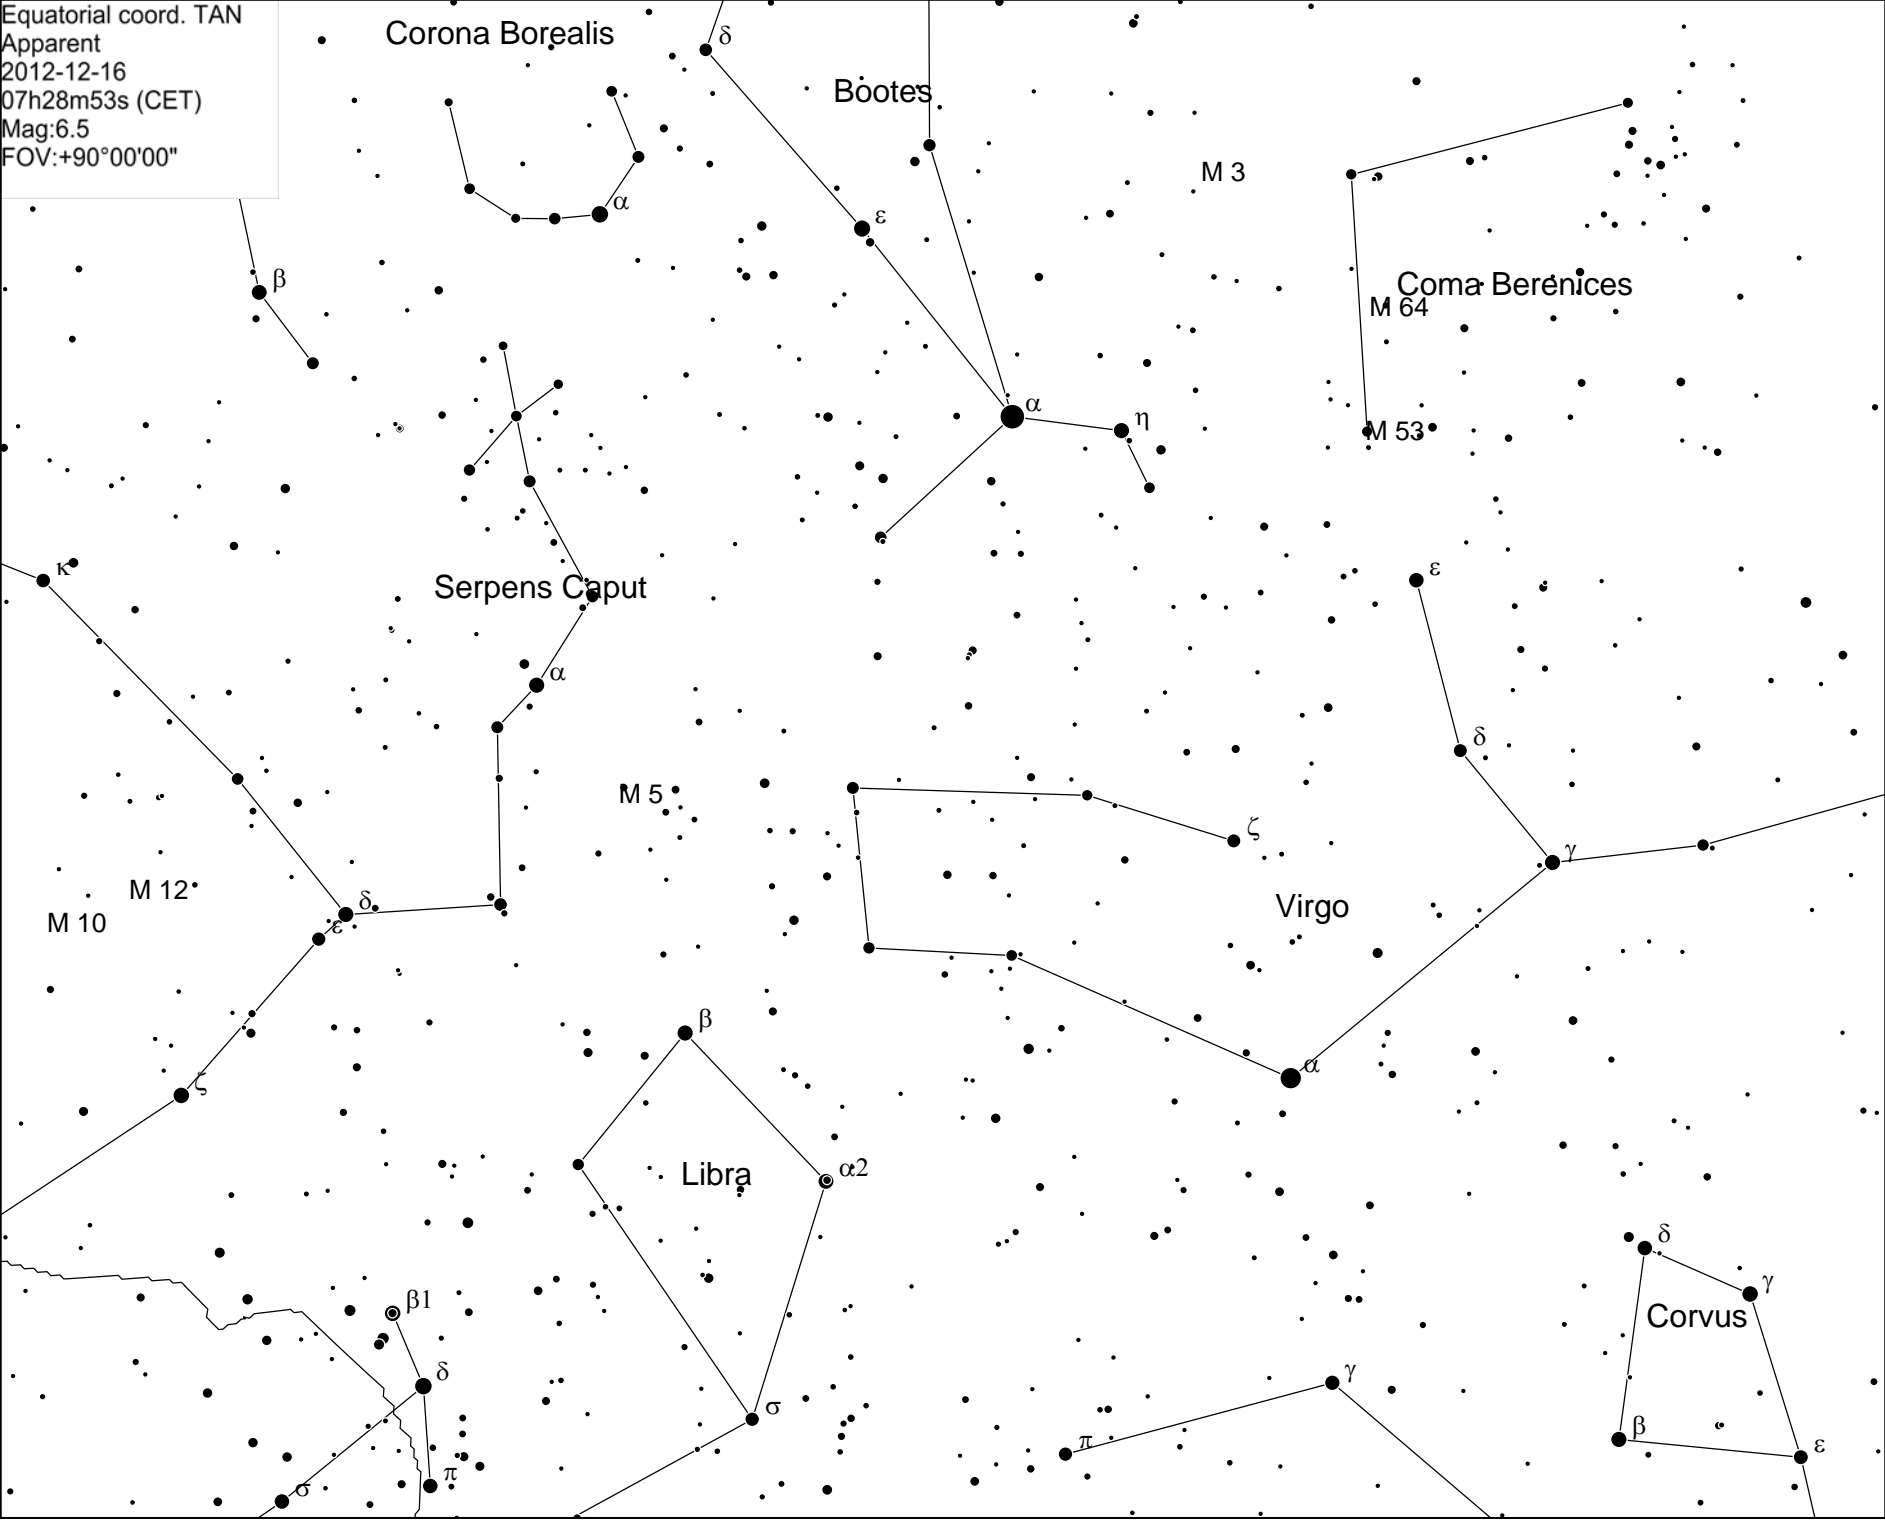 Equatorial coord. TAN
Apparent
2012-12-16
07h28m53s (CET)
Mag:6.5
FOV:+90°00'00"
Corona Borealis
δ
Bootes
M 3
α
ε
β
Coma Berenices
M 64
α
η
M 53
κ
ε
Serpens Caput
α
δ
M 5
ζ
γ
M 12
δ
Virgo
M 10
ε
β
α
ζ
Libra
α2
δ
γ
β1
Corvus
δ
γ
σ
β
π
ε
π
σ